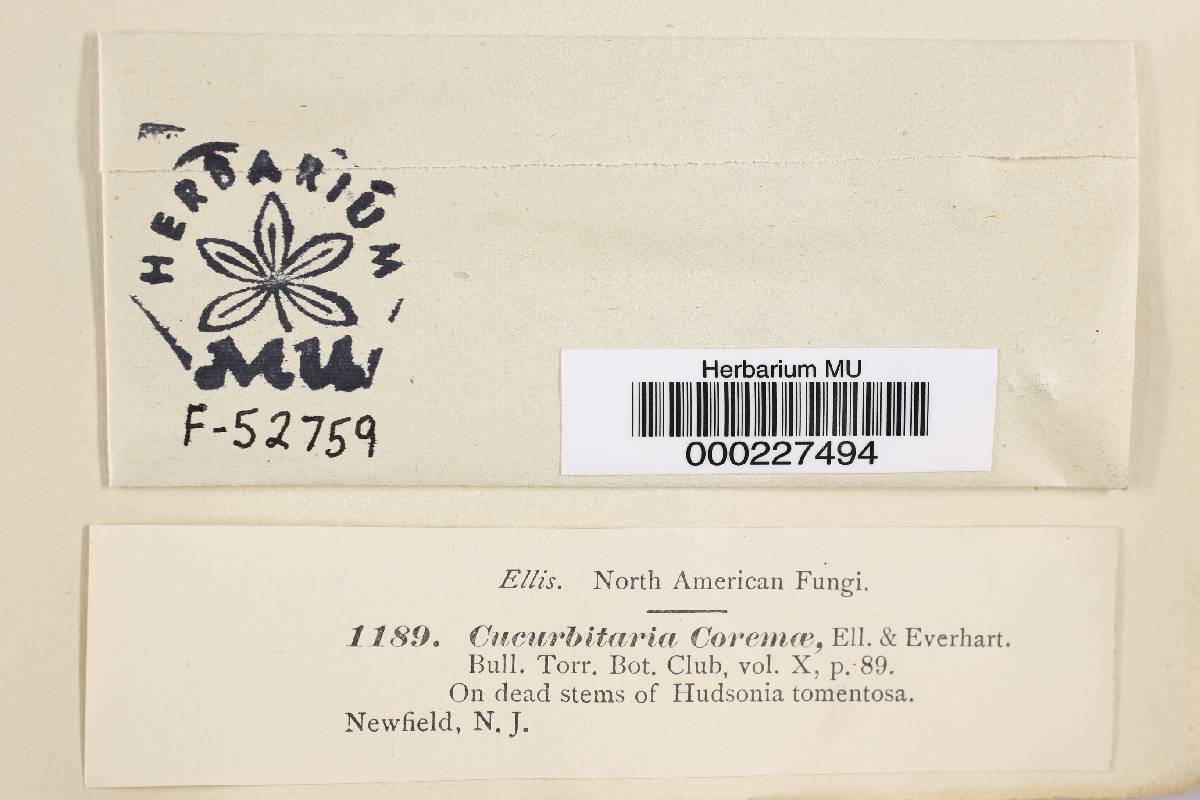 HERBARIUM
MU
F-52759
Herbarium MU
000227494
Ellis. North American Fungi.
1189. Cucurbitaria Coremæ, Ell. & Everhart.
Bull. Torr. Bot. Club, vol. X, p. 89.
On dead stems of Hudsonia tomentosa.
Newfield, N. J.